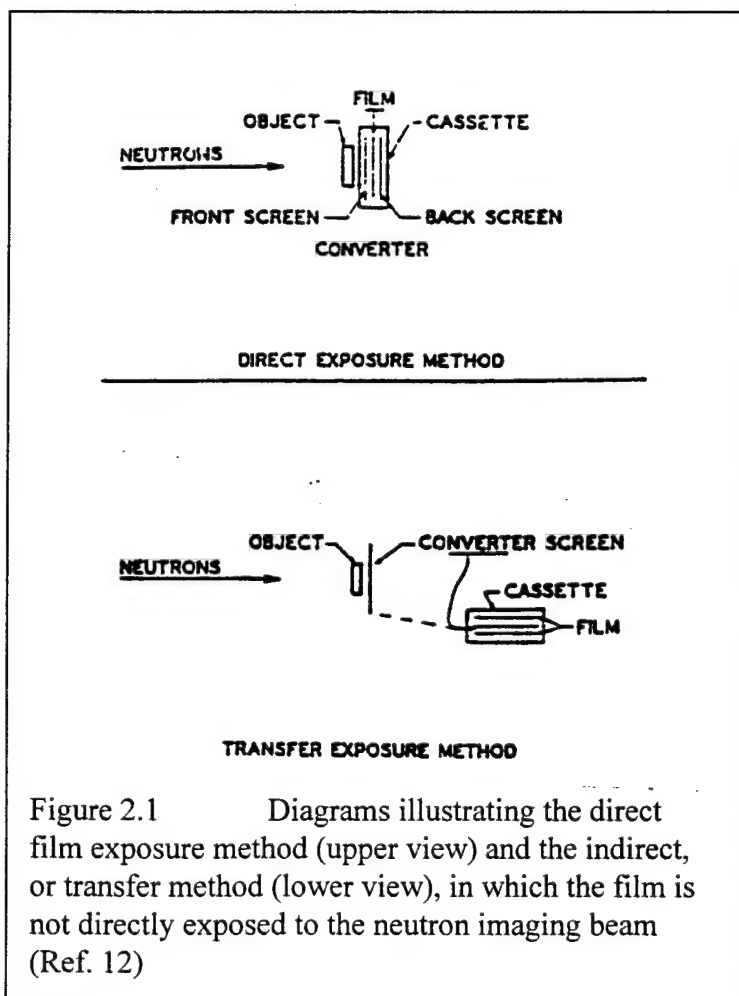 FILM
OBJECT
CASSETTE
NEUTRONS
FRONT SCREEN
BACK SCREEN
CONVERTER
DIRECT EXPOSURE METHOD
OBJECT
CONVERTER SCREEN
NEUTRONS
CASSETTE
FILM
TRANSFER EXPOSURE METHOD
Figure 2.1 Diagrams illustrating the direct
film exposure method (upper view) and the indirect,
or transfer method (lower view), in which the film is
not directly exposed to the neutron imaging beam
(Ref. 12)